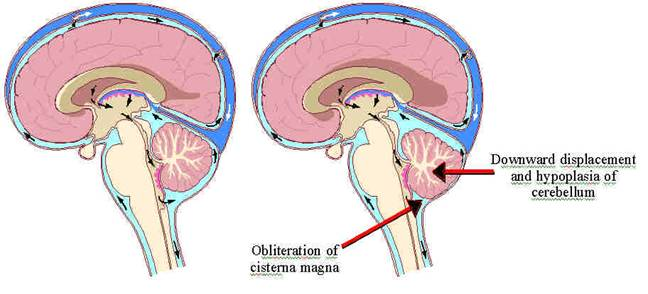 Downward displacement
and hypoplasia of
cerebellum
Obliteration of
cisterna magna